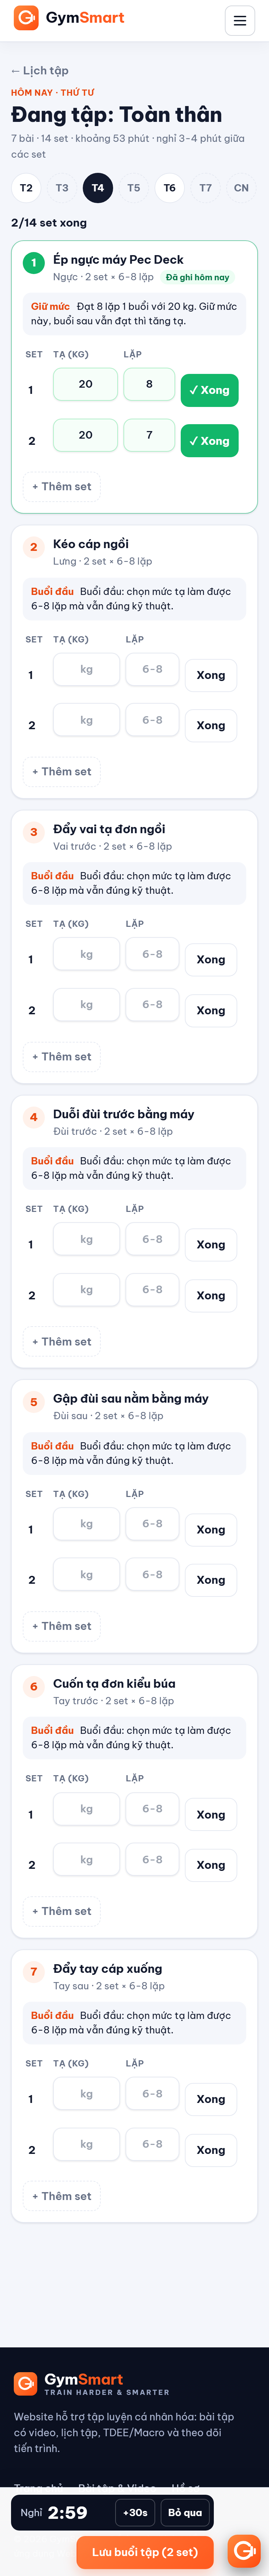 GymSmart
← Lịch tập
HÔM NAY · THỨ TƯ
Đang tập: Toàn thân
7 bài · 14 set · khoảng 53 phút · nghỉ 3-4 phút giữa
các set
T2 T3 T4 T5 T6 T7 CN
2/14 set xong
1 Ép ngực máy Pec Deck
Ngực · 2 set × 6-8 lặp Đã ghi hôm nay
Giữ mức Đạt 8 lặp 1 buổi với 20 kg. Giữ mức
này, buổi sau vẫn đạt thì tăng tạ.
SET TẠ (KG) LẶP
1 20 8 ✓ Xong
2 20 7 ✓ Xong
+ Thêm set
2 Kéo cáp ngồi
Lưng · 2 set × 6-8 lặp
Buổi đầu Buổi đầu: chọn mức tạ làm được
6-8 lặp mà vẫn đúng kỹ thuật.
SET TẠ (KG) LẶP
1 kg 6-8 Xong
2 kg 6-8 Xong
+ Thêm set
3 Đẩy vai tạ đơn ngồi
Vai trước · 2 set × 6-8 lặp
Buổi đầu Buổi đầu: chọn mức tạ làm được
6-8 lặp mà vẫn đúng kỹ thuật.
SET TẠ (KG) LẶP
1 kg 6-8 Xong
2 kg 6-8 Xong
+ Thêm set
4 Duỗi đùi trước bằng máy
Đùi trước · 2 set × 6-8 lặp
Buổi đầu Buổi đầu: chọn mức tạ làm được
6-8 lặp mà vẫn đúng kỹ thuật.
SET TẠ (KG) LẶP
1 kg 6-8 Xong
2 kg 6-8 Xong
+ Thêm set
5 Gập đùi sau nằm bằng máy
Đùi sau · 2 set × 6-8 lặp
Buổi đầu Buổi đầu: chọn mức tạ làm được
6-8 lặp mà vẫn đúng kỹ thuật.
SET TẠ (KG) LẶP
1 kg 6-8 Xong
2 kg 6-8 Xong
+ Thêm set
6 Cuốn tạ đơn kiểu búa
Tay trước · 2 set × 6-8 lặp
Buổi đầu Buổi đầu: chọn mức tạ làm được
6-8 lặp mà vẫn đúng kỹ thuật.
SET TẠ (KG) LẶP
1 kg 6-8 Xong
2 kg 6-8 Xong
+ Thêm set
7 Đẩy tay cáp xuống
Tay sau · 2 set × 6-8 lặp
Buổi đầu Buổi đầu: chọn mức tạ làm được
6-8 lặp mà vẫn đúng kỹ thuật.
SET TẠ (KG) LẶP
1 kg 6-8 Xong
2 kg 6-8 Xong
+ Thêm set
GymSmart
TRAIN HARDER & SMARTER
Website hỗ trợ tập luyện cá nhân hóa: bài tập
có video, lịch tập, TDEE/Macro và theo dõi
tiến trình.
Nghỉ 2:59 +30s Bỏ qua
Lưu buổi tập (2 set)